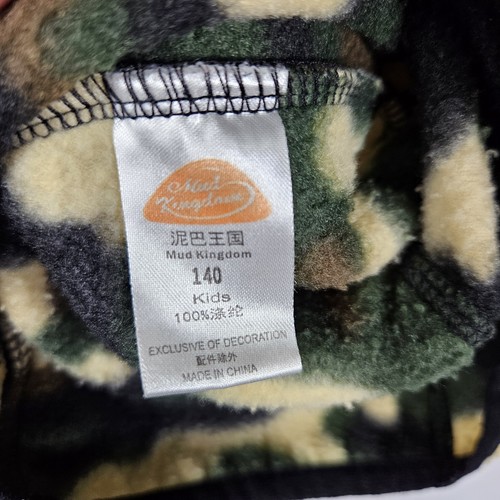 Mud
Kingdom
泥巴王国
Mud Kingdom
140
Kids
100%涤纶
EXCLUSIVE OF DECORATION
配件除外
MADE IN CHINA